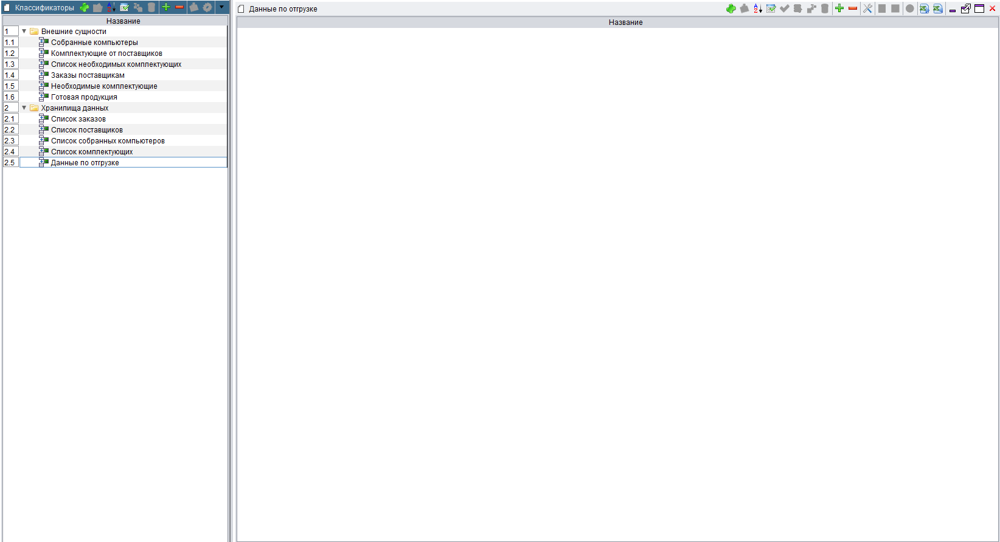 Классификаторы
Название
1 Внешние сущности
1.1 Собранные компьютеры
1.2 Комплектующие от поставщиков
1.3 Список необходимых комплектующих
1.4 Заказы поставщикам
1.5 Необходимые комплектующие
1.6 Готовая продукция
2 Хранилища данных
2.1 Список заказов
2.2 Список поставщиков
2.3 Список собранных компьютеров
2.4 Список комплектующих
2.5 Данные по отгрузке
Данные по отгрузке
Название